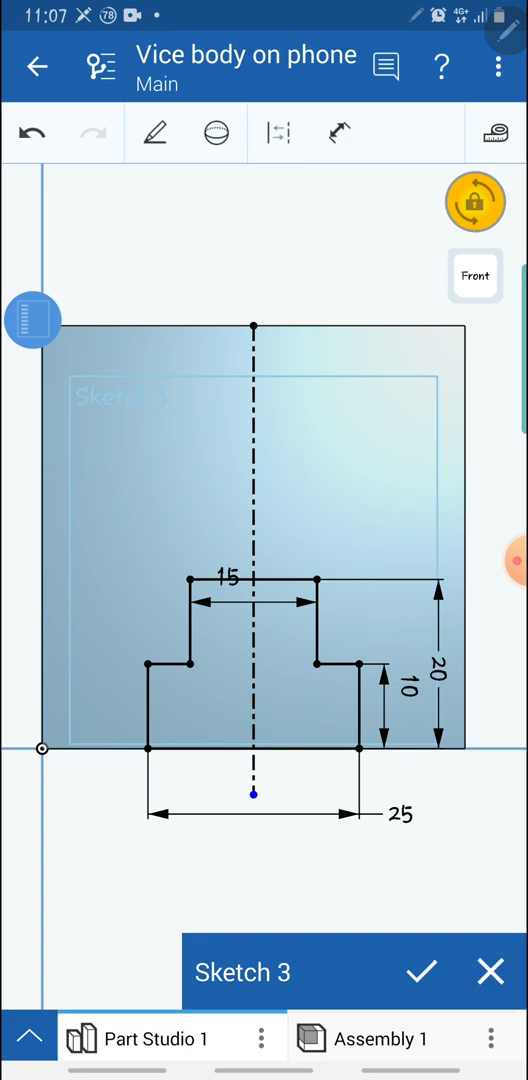 11:07 78 4G+
Vice body on phone
Main
?
Front
Sketch 3
15
20
10
25
Sketch 3
Part Studio 1
Assembly 1